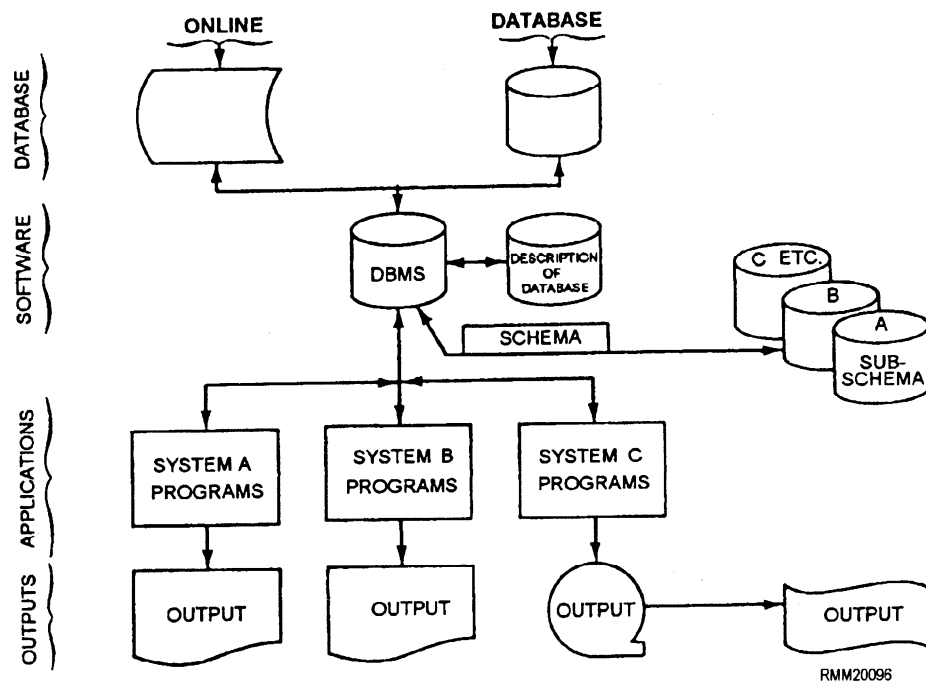 ONLINE
DATABASE
DATABASE
SOFTWARE
DBMS
DESCRIPTION
OF
DATABASE
C ETC.
B
A
SUB-
SCHEMA
SCHEMA
APPLICATIONS
SYSTEM A
PROGRAMS
SYSTEM B
PROGRAMS
SYSTEM C
PROGRAMS
OUTPUTS
OUTPUT
OUTPUT
OUTPUT
OUTPUT
RMM20096